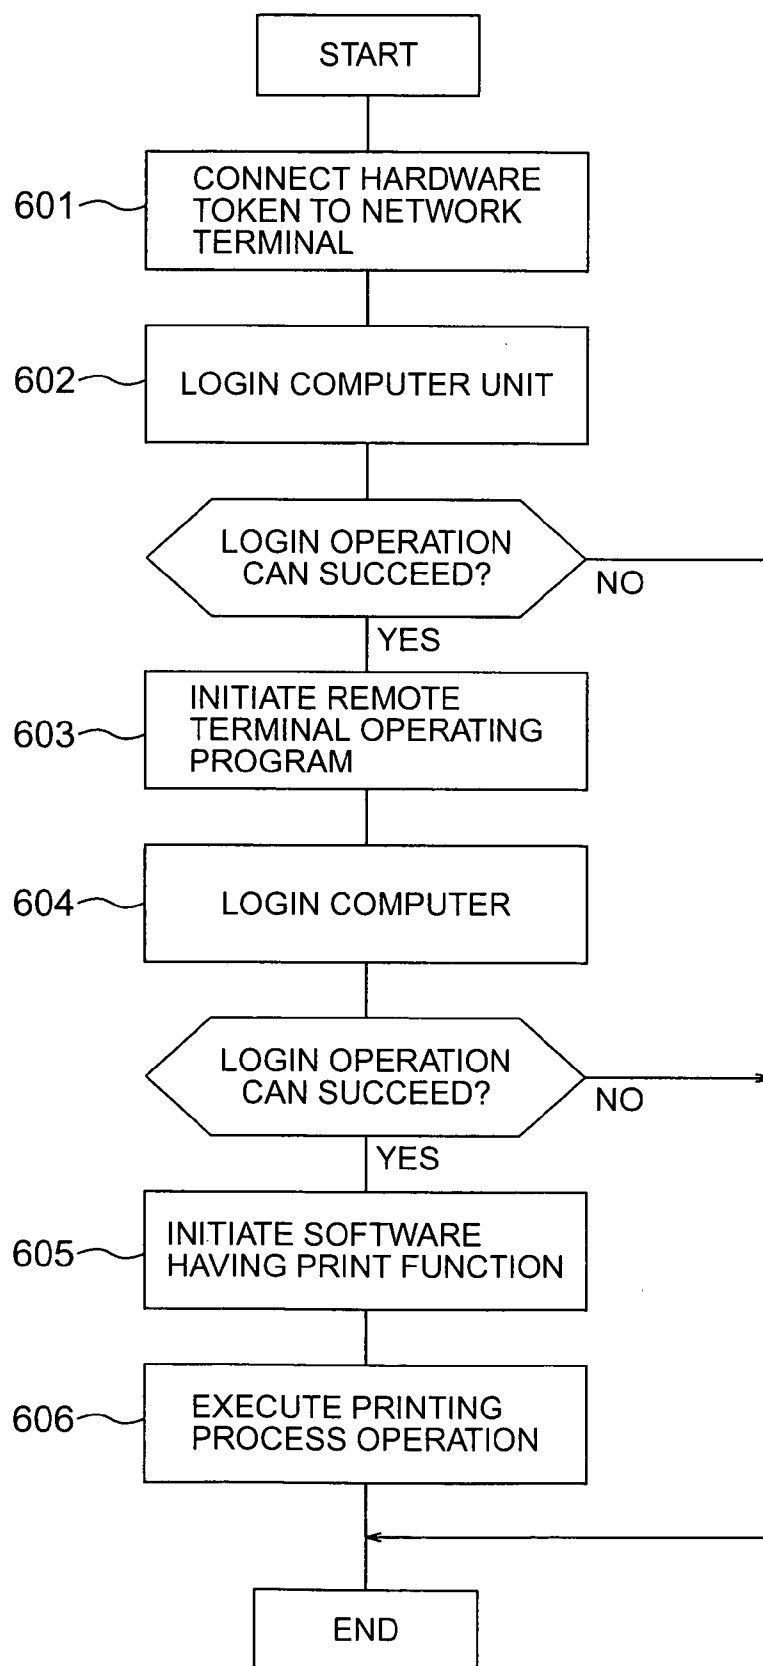 START
601
CONNECT HARDWARE
TOKEN TO NETWORK
TERMINAL
602
LOGIN COMPUTER UNIT
LOGIN OPERATION
CAN SUCCEED?
NO
YES
603
INITIATE REMOTE
TERMINAL OPERATING
PROGRAM
604
LOGIN COMPUTER
LOGIN OPERATION
CAN SUCCEED?
NO
YES
605
INITIATE SOFTWARE
HAVING PRINT FUNCTION
606
EXECUTE PRINTING
PROCESS OPERATION
END